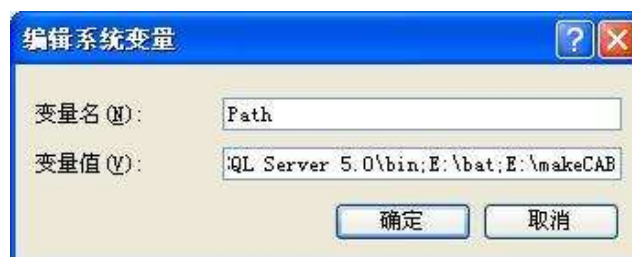 编辑系统变量
变量名(N): Path
变量值(V): QL Server 5.0\bin;E:\bat;E:\makeCAB
确定 取消